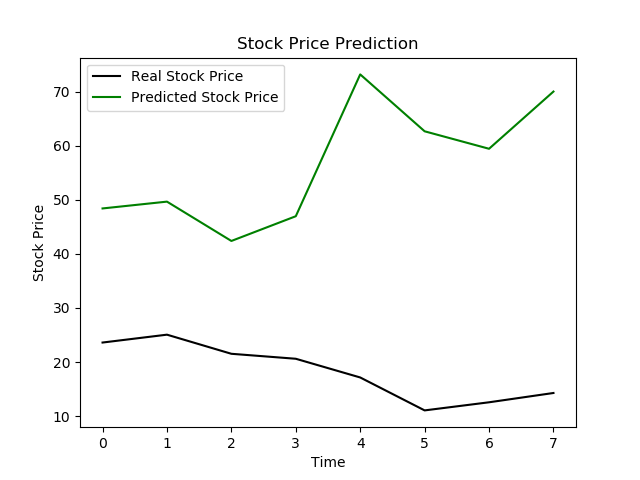 Stock Price Prediction
Real Stock Price
Predicted Stock Price
Stock Price
70
60
50
40
30
20
10
0 1 2 3 4 5 6 7
Time